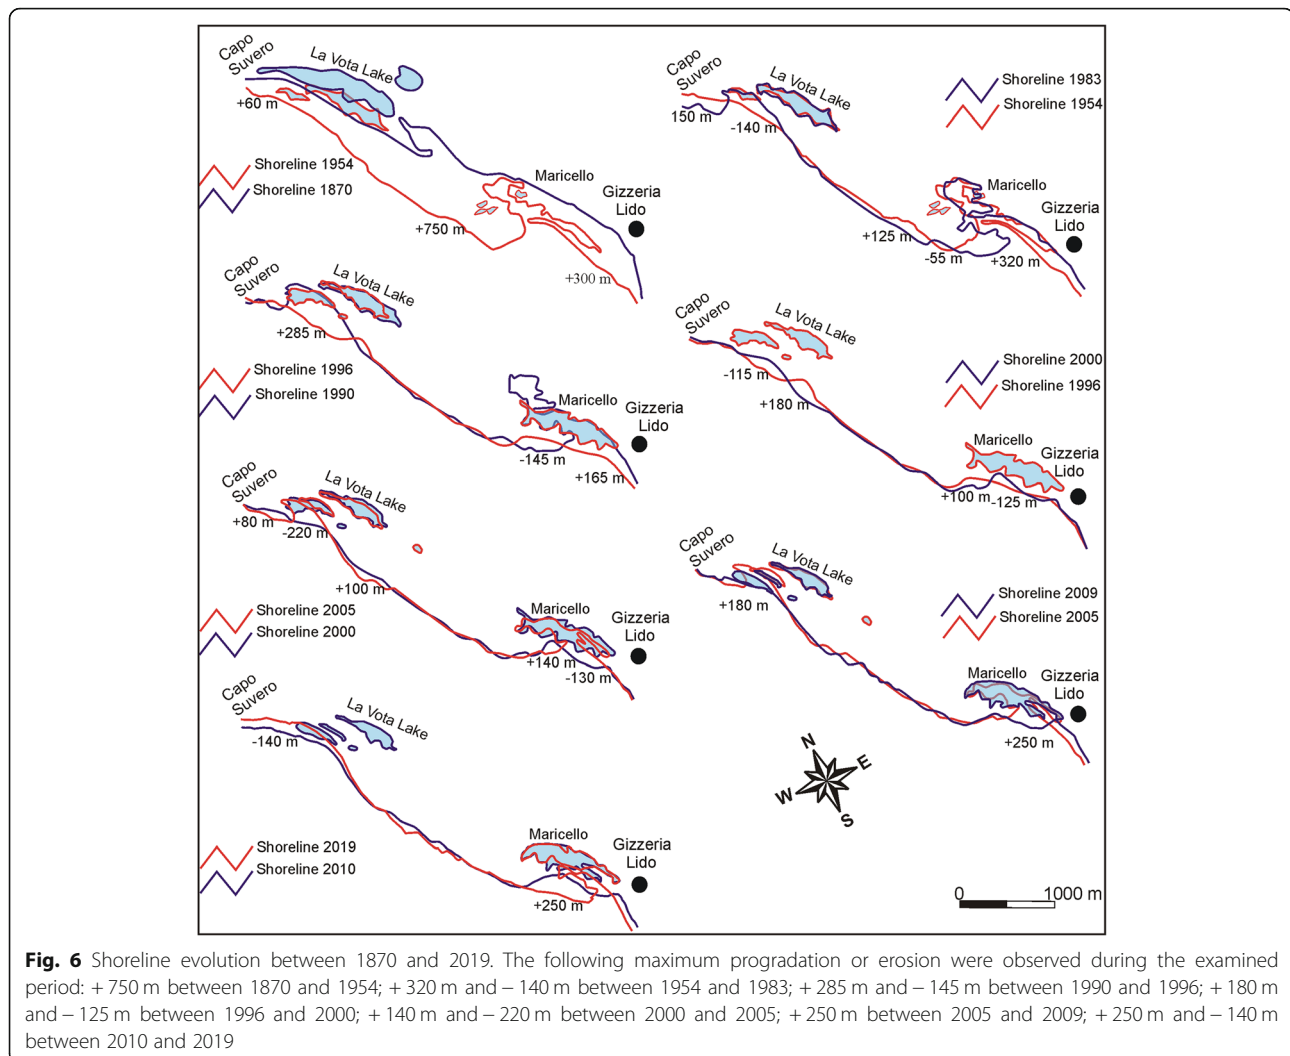 Capo
Suvero
La Vota Lake
+60 m
Shoreline 1954
Shoreline 1870
Maricello
Gizzeria
Lido
+750 m
+300 m
Capo
Suvero
La Vota Lake
150 m
-140 m
Shoreline 1983
Shoreline 1954
Maricello
Gizzeria
Lido
+125 m
-55 m
+320 m
Capo
Suvero
La Vota Lake
+285 m
Shoreline 1996
Shoreline 1990
Maricello
Gizzeria
Lido
-145 m
+165 m
Capo
Suvero
La Vota Lake
-115 m
+180 m
Shoreline 2000
Shoreline 1996
Maricello
Gizzeria
Lido
+100 m
-125 m
Capo
Suvero
La Vota Lake
+80 m
-220 m
+100 m
Shoreline 2005
Shoreline 2000
Maricello
Gizzeria
Lido
+140 m
-130 m
Capo
Suvero
La Vota Lake
+180 m
Shoreline 2009
Shoreline 2005
Maricello
Gizzeria
Lido
+250 m
Capo
Suvero
La Vota Lake
-140 m
Shoreline 2019
Shoreline 2010
Maricello
Gizzeria
Lido
+250 m
N
E
W
S
0 1000 m
Fig. 6 Shoreline evolution between 1870 and 2019. The following maximum progradation or erosion were observed during the examined
period: + 750 m between 1870 and 1954; + 320 m and − 140 m between 1954 and 1983; + 285 m and − 145 m between 1990 and 1996; + 180 m
and − 125 m between 1996 and 2000; + 140 m and − 220 m between 2000 and 2005; + 250 m between 2005 and 2009; + 250 m and − 140 m
between 2010 and 2019